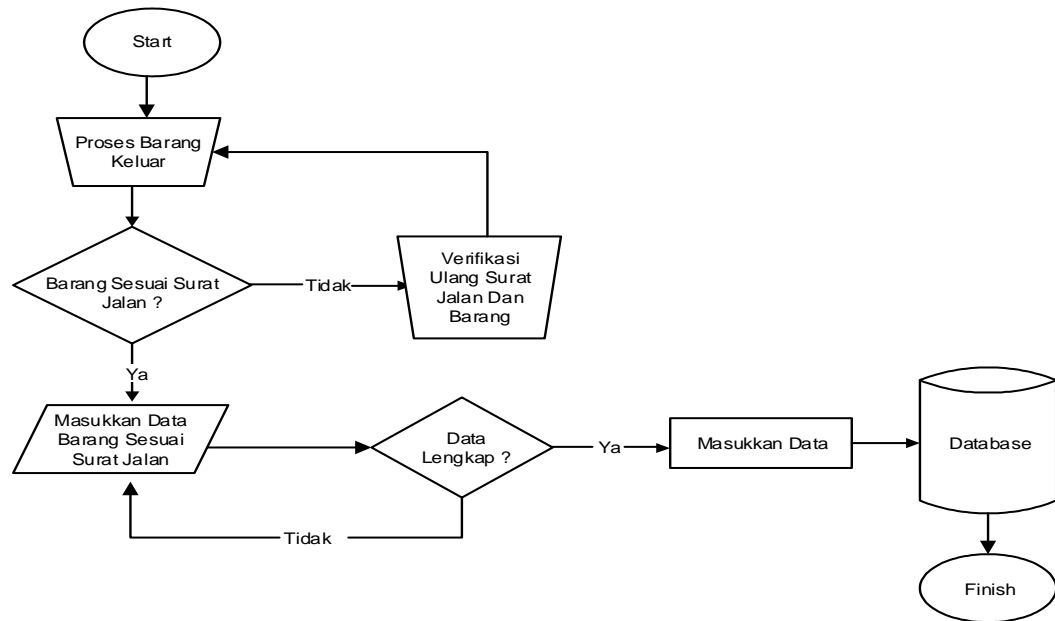 Start
Proses Barang
Keluar
Barang Sesuai Surat
Jalan ?
Tidak
Verifikasi
Ulang Surat
Jalan Dan
Barang
Ya
Masukkan Data
Barang Sesuai
Surat Jalan
Data
Lengkap ?
Ya
Masukkan Data
Database
Tidak
Finish